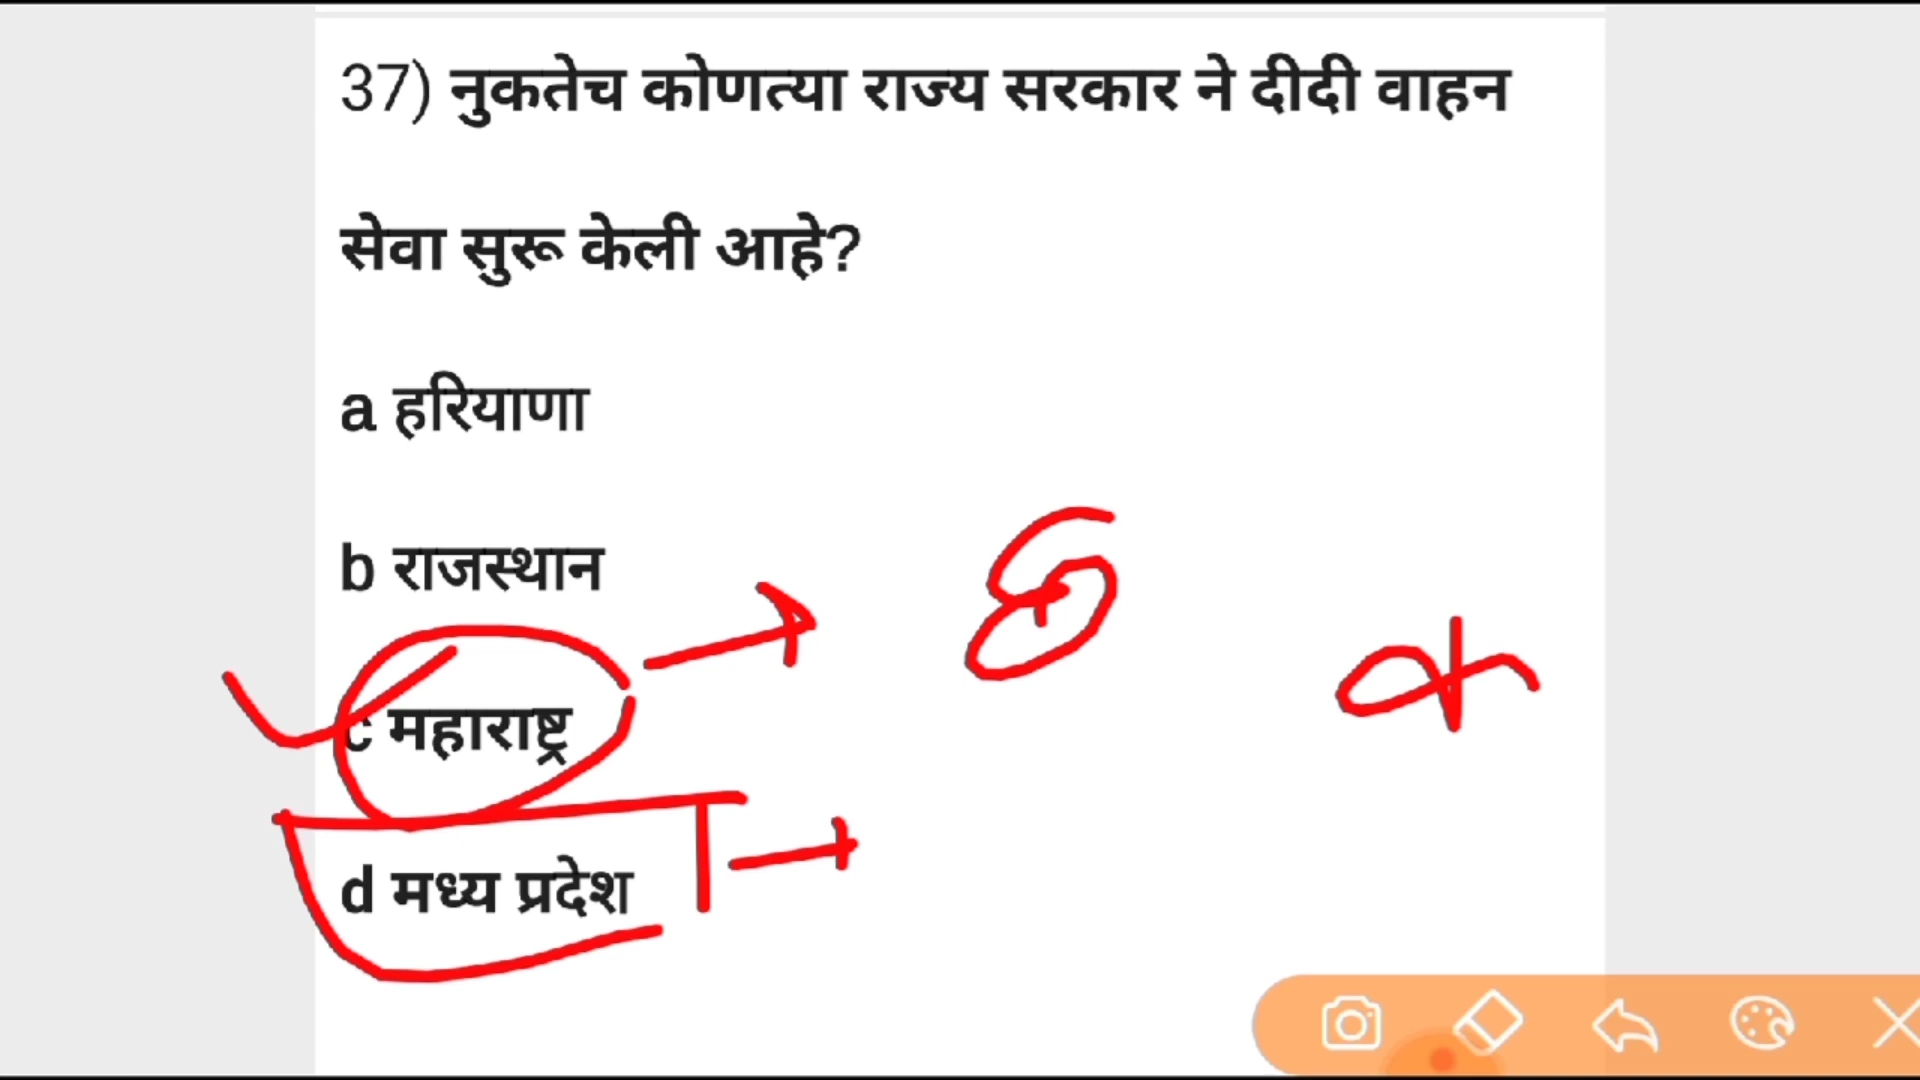 37) नुकतेच कोणत्या राज्य सरकार ने दीदी वाहन
सेवा सुरू केली आहे?
a हरियाणा
b राजस्थान
c महाराष्ट्र
d मध्य प्रदेश